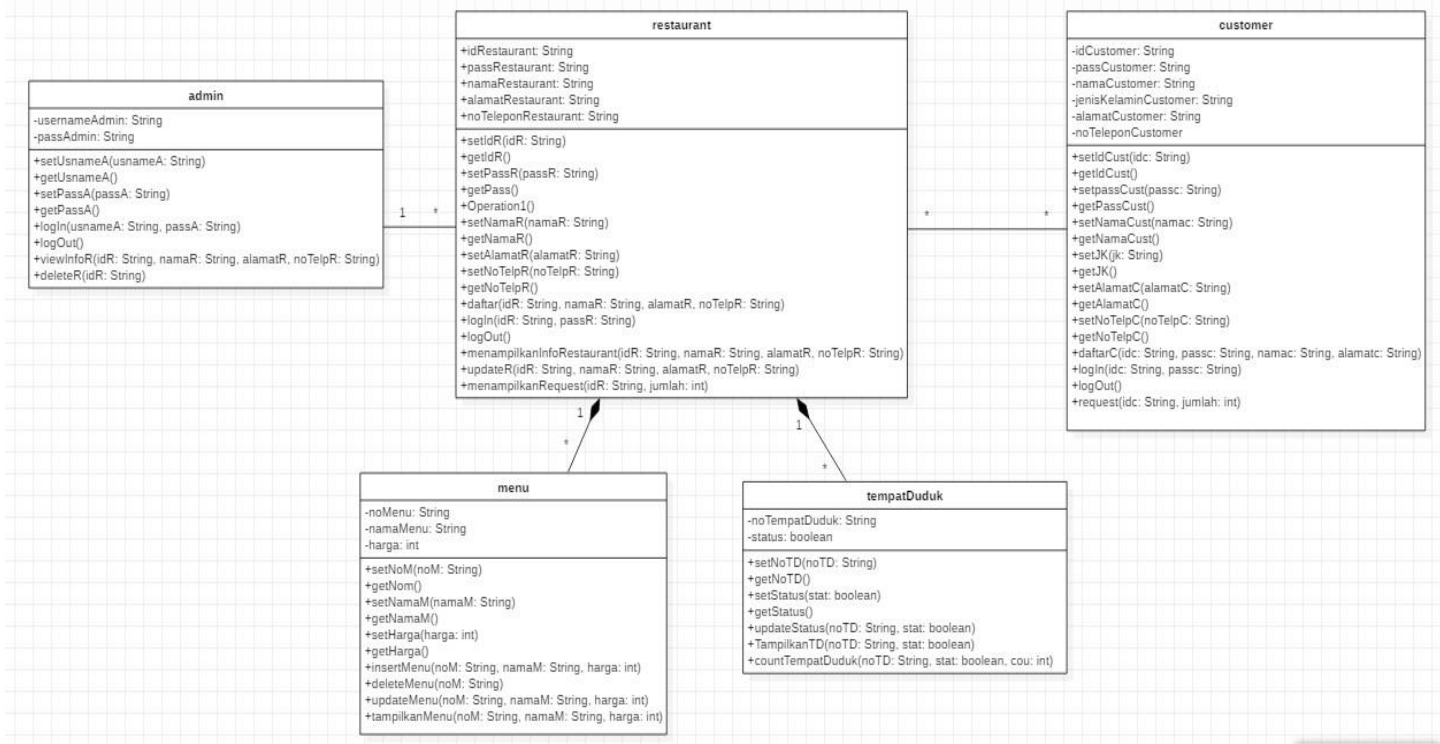 admin
-usernameAdmin: String
-passAdmin: String
+setUsnameA(usnameA: String)
+getUsnameA()
+setPassA(passA: String)
+getPassA()
+logIn(usnameA: String, passA: String)
+logOut()
+viewInfoR(idR: String, namaR: String, alamatR, noTelpR: String)
+deleteR(idR: String)
1
*
restaurant
+idRestaurant: String
+passRestaurant: String
+namaRestaurant: String
+alamatRestaurant: String
+noTeleponRestaurant: String
+setIdR(idR: String)
+getIdR()
+setPassR(passR: String)
+getPass()
+Operation1()
+setNamaR(namaR: String)
+getNamaR()
+setAlamatR(alamatR: String)
+setNoTelpR(noTelpR: String)
+getNoTelpR()
+daftar(idR: String, namaR: String, alamatR, noTelpR: String)
+logIn(idR: String, passR: String)
+logOut()
+menampilkanInfoRestaurant(idR: String, namaR: String, alamatR, noTelpR: String)
+updateR(idR: String, namaR: String, alamatR, noTelpR: String)
+menampilkanRequest(idR: String, jumlah: int)
*
*
customer
-idCustomer: String
-passCustomer: String
-namaCustomer: String
-jenisKelaminCustomer: String
-alamatCustomer: String
-noTeleponCustomer
+setIdCust(idc: String)
+getIdCust()
+setpassCust(passc: String)
+getPassCust()
+setNamaCust(namac: String)
+getNamaCust()
+setJK(jk: String)
+getJK()
+setAlamatC(alamatC: String)
+getAlamatC()
+setNoTelpC(noTelpC: String)
+getNoTelpC()
+daftarC(idc: String, passc: String, namac: String, alamatc: String)
+logIn(idc: String, passc: String)
+logOut()
+request(idc: String, jumlah: int)
1
*
1
*
menu
-noMenu: String
-namaMenu: String
-harga: int
+setNoM(noM: String)
+getNom()
+setNamaM(namaM: String)
+getNamaM()
+setHarga(harga: int)
+getHarga()
+insertMenu(noM: String, namaM: String, harga: int)
+deleteMenu(noM: String)
+updateMenu(noM: String, namaM: String, harga: int)
+tampilkanMenu(noM: String, namaM: String, harga: int)
tempatDuduk
-noTempatDuduk: String
-status: boolean
+setNoTD(noTD: String)
+getNoTD()
+setStatus(stat: boolean)
+getStatus()
+updateStatus(noTD: String, stat: boolean)
+TampilkanTD(noTD: String, stat: boolean)
+countTempatDuduk(noTD: String, stat: boolean, cou: int)